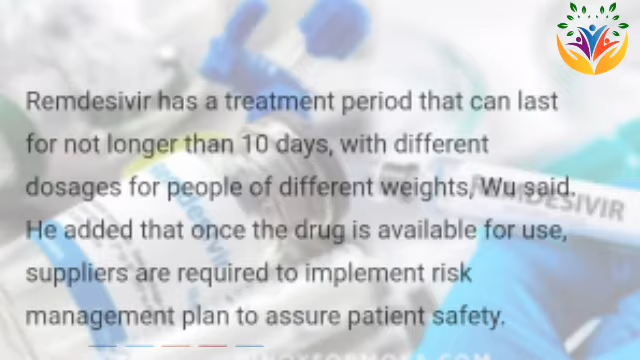 Remdesivir has a treatment period that can last
for not longer than 10 days, with different
dosages for people of different weights, Wu said.
He added that once the drug is available for use,
suppliers are required to implement risk
management plan to assure patient safety.
REMDESIVIR